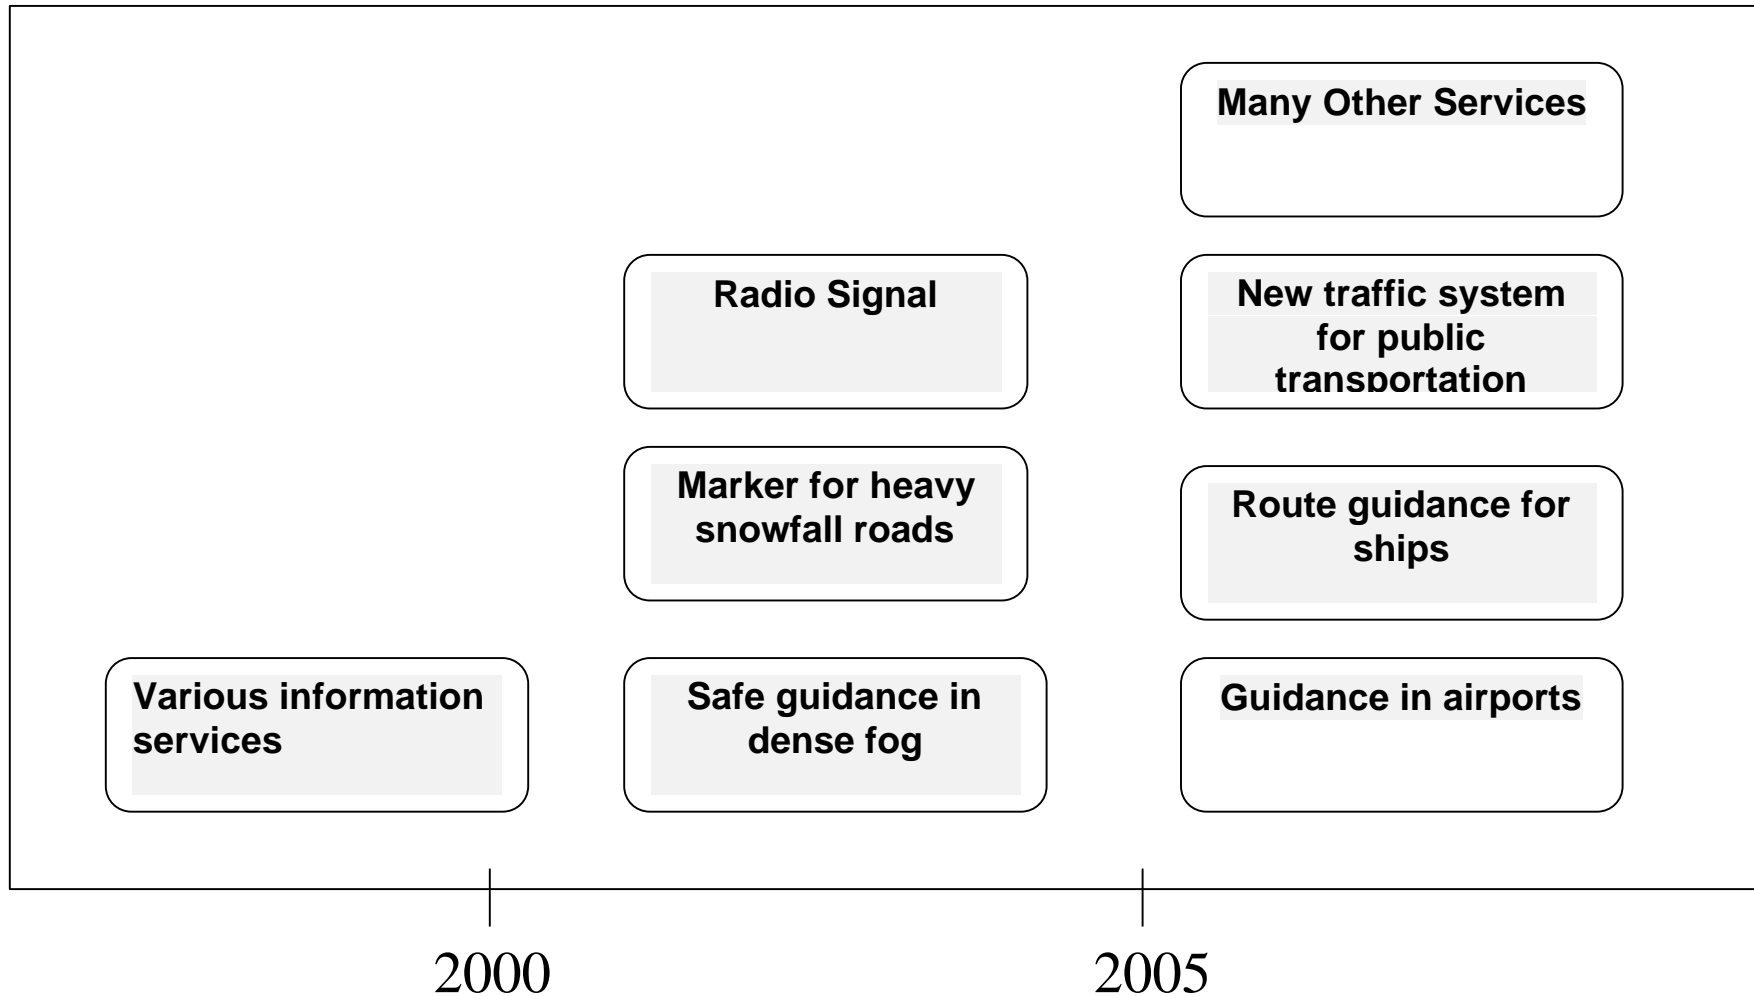 Many Other Services
Radio Signal
New traffic system
for public
transportation
Marker for heavy
snowfall roads
Route guidance for
ships
Various information
services
Safe guidance in
dense fog
Guidance in airports
2000
2005